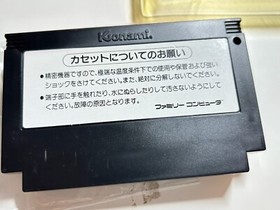 Konami
カセットについてのお願い
●精密機器ですので、極端な温度条件下での使用や保管および強い
ショックをさけてください。また、絶対に分解しないでください。
●端子部に手を触れたり、水にぬらしたりして汚さないようにして
ください。故障の原因となります。
ファミリーコンピュータ